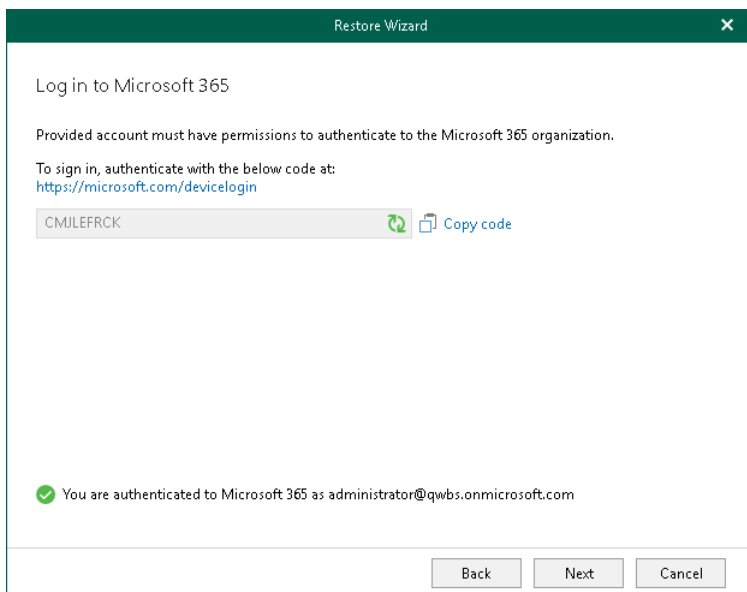 Restore Wizard
Log in to Microsoft 365
Provided account must have permissions to authenticate to the Microsoft 365 organization.
To sign in, authenticate with the below code at:
https://microsoft.com/devicelogin
CMJLEFRCK Copy code
You are authenticated to Microsoft 365 as administrator@qwbs.onmicrosoft.com
Back Next Cancel